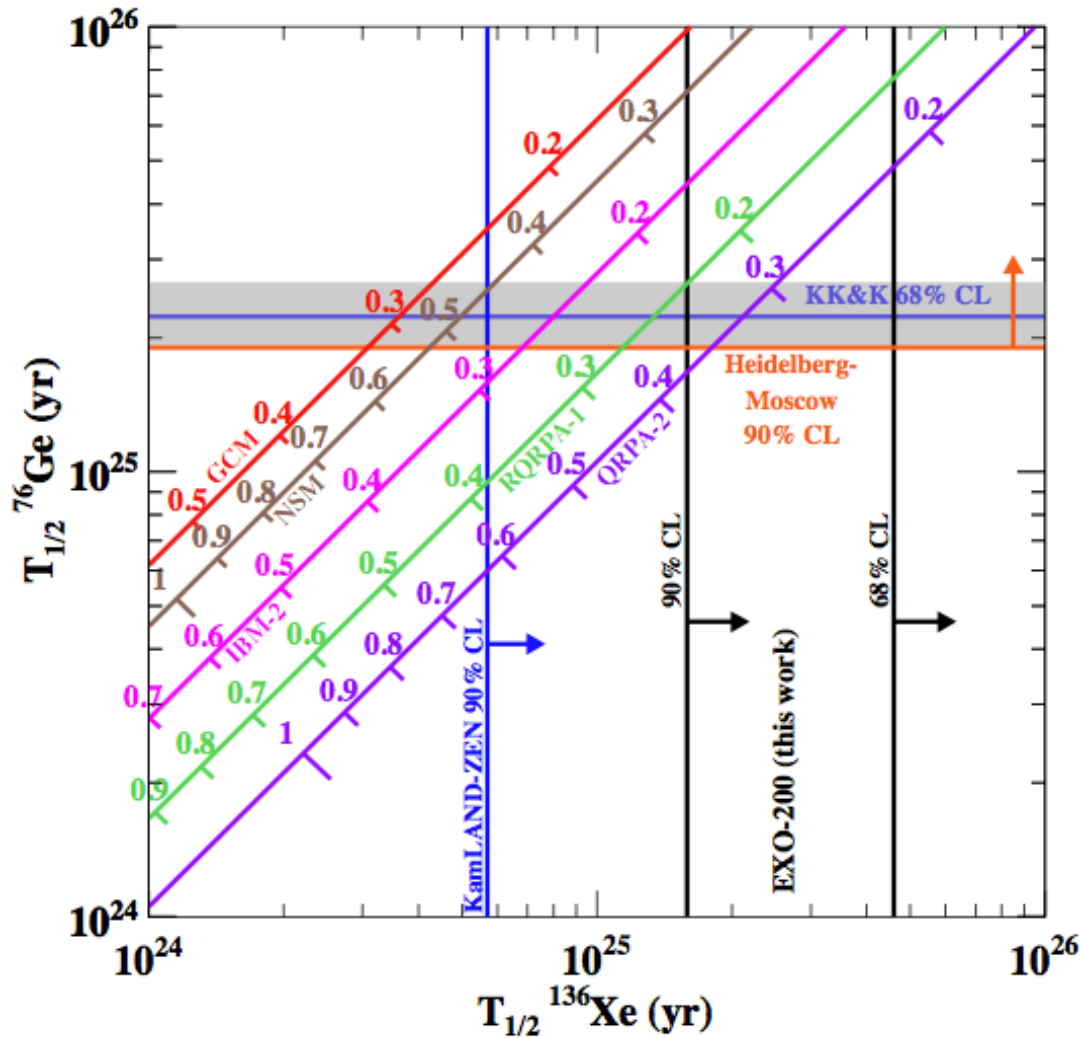 10^26
10^25
10^24
T_1/2 ^76Ge (yr)
10^24
10^25
10^26
T_1/2 ^136Xe (yr)
0.2
0.3
0.4
0.5
GCM
0.3
0.4
0.5
0.6
0.7
0.8
0.9
1
NSM
0.2
0.3
0.4
0.5
0.6
0.7
IBM-2
0.2
0.3
0.4
0.5
0.6
0.7
0.8
0.9
RQRPA-1
0.2
0.3
0.4
0.5
0.6
0.7
0.8
0.9
1
QRPA-2
KK&K 68% CL
Heidelberg-
Moscow
90% CL
KamLAND-ZEN 90% CL
90% CL
EXO-200 (this work)
68% CL